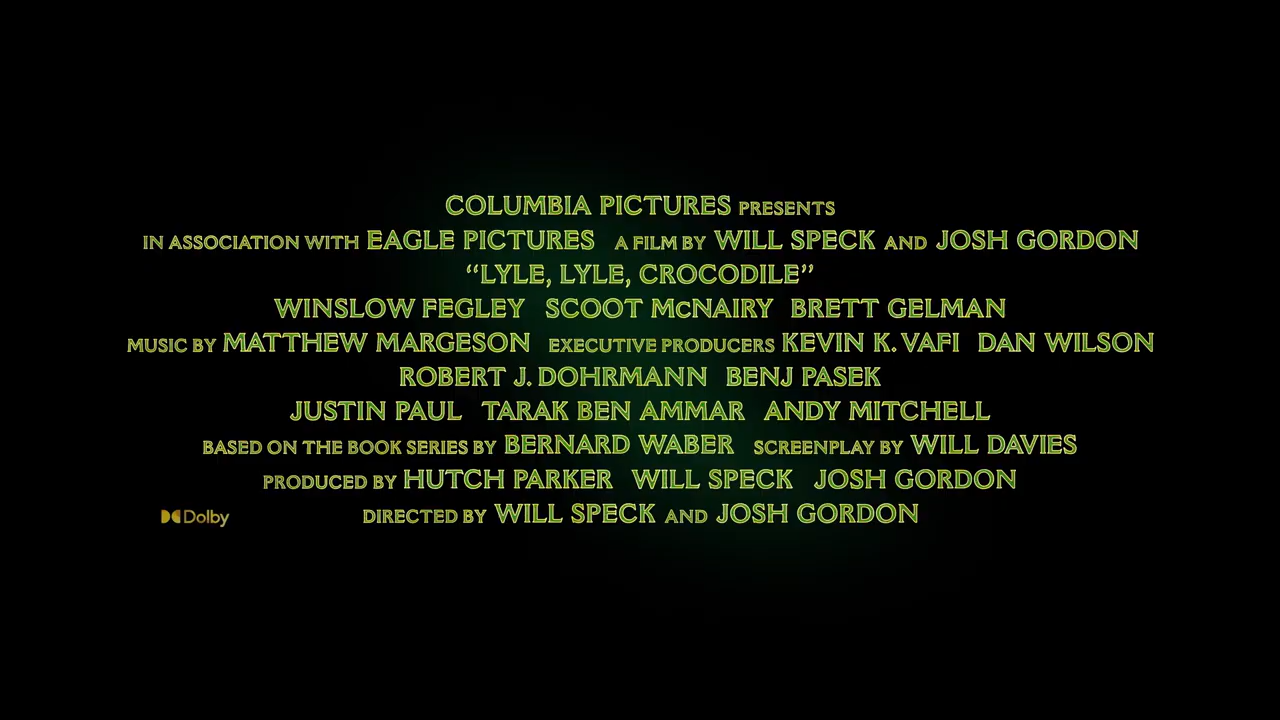 COLUMBIA PICTURES PRESENTS
IN ASSOCIATION WITH EAGLE PICTURES A FILM BY WILL SPECK AND JOSH GORDON
“LYLE, LYLE, CROCODILE”
WINSLOW FEGLEY SCOOT McNAIRY BRETT GELMAN
MUSIC BY MATTHEW MARGESON EXECUTIVE PRODUCERS KEVIN K. VAFI DAN WILSON
ROBERT J. DOHRMANN BENJ PASEK
JUSTIN PAUL TARAK BEN AMMAR ANDY MITCHELL
BASED ON THE BOOK SERIES BY BERNARD WABER SCREENPLAY BY WILL DAVIES
PRODUCED BY HUTCH PARKER WILL SPECK JOSH GORDON
Dolby DIRECTED BY WILL SPECK AND JOSH GORDON